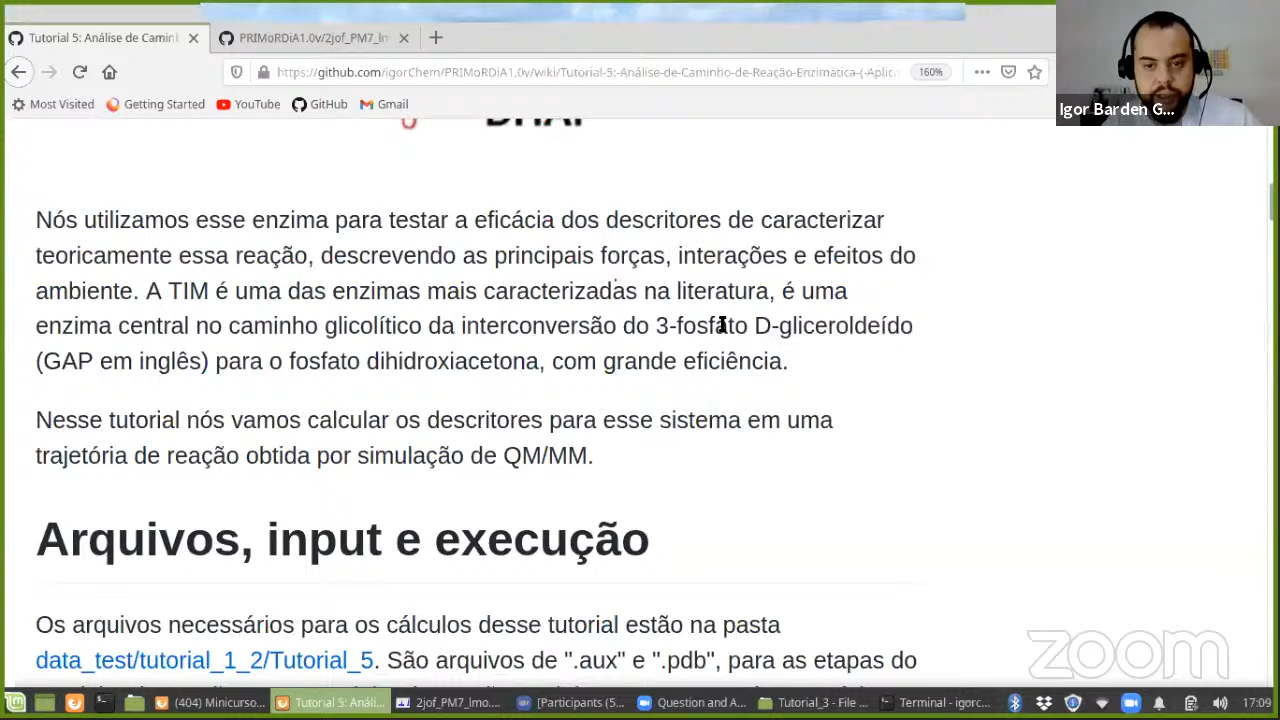 Tutorial 5: Análise de Camin
PRIMoRDiA1.0v/2jof_PM7_lm
https://github.com/igorChem/PRIMoRDiA1.0v/wiki/Tutorial-5:-Análise-de-Caminho-de-Reação-Enzimática-(-Aplic.
160%
Most Visited
Getting Started
YouTube
GitHub
Gmail
Igor Barden G...
DHAP
Nós utilizamos esse enzima para testar a eficácia dos descritores de caracterizar
teoricamente essa reação, descrevendo as principais forças, interações e efeitos do
ambiente. A TIM é uma das enzimas mais caracterizadas na literatura, é uma
enzima central no caminho glicolítico da interconversão do 3-fosfato D-gliceroldeído
(GAP em inglês) para o fosfato dihidroxiacetona, com grande eficiência.
Nesse tutorial nós vamos calcular os descritores para esse sistema em uma
trajetória de reação obtida por simulação de QM/MM.
Arquivos, input e execução
Os arquivos necessários para os cálculos desse tutorial estão na pasta
data_test/tutorial_1_2/Tutorial_5. São arquivos de ".aux" e ".pdb", para as etapas do
zoom
(404) Minicurso...
Tutorial 5: Análi...
2jof_PM7_lmo...
[Participants (5...
Question and A...
Tutorial_3 - File ...
Terminal - igorc...
17:09